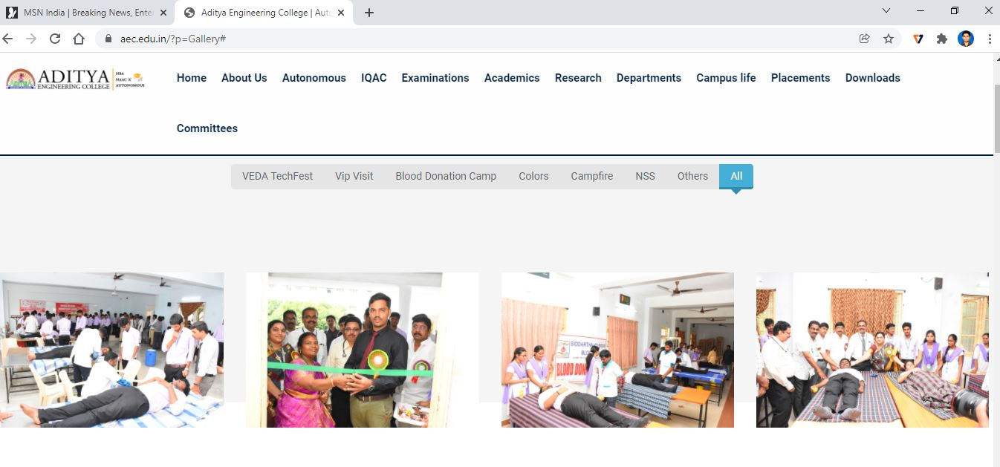 MSN India | Breaking News, Ente
Aditya Engineering College | Aut
aec.edu.in/?p=Gallery#
ADITYA
ENGINEERING COLLEGE
NBA
NAAC 'A'
AUTONOMOUS
Home About Us Autonomous IQAC Examinations Academics Research Departments Campus life Placements Downloads
Committees
VEDA TechFest Vip Visit Blood Donation Camp Colors Campfire NSS Others All
BLOOD DON